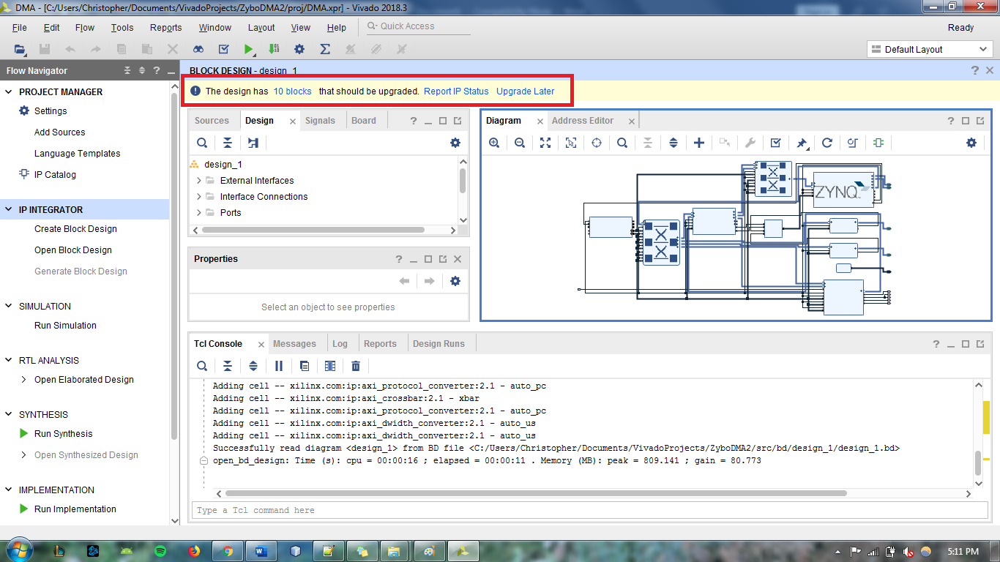 DMA - [C:/Users/Christopher/Documents/VivadoProjects/ZyboDMA2/proj/DMA.xpr] - Vivado 2018.3
File Edit Flow Tools Reports Window Layout View Help Quick Access Ready
Default Layout
Flow Navigator
PROJECT MANAGER
Settings
Add Sources
Language Templates
IP Catalog
IP INTEGRATOR
Create Block Design
Open Block Design
Generate Block Design
SIMULATION
Run Simulation
RTL ANALYSIS
Open Elaborated Design
SYNTHESIS
Run Synthesis
Open Synthesized Design
IMPLEMENTATION
Run Implementation
BLOCK DESIGN - design_1
The design has 10 blocks that should be upgraded. Report IP Status Upgrade Later
Sources Design Signals Board
design_1
External Interfaces
Interface Connections
Ports
Properties
Select an object to see properties
Diagram Address Editor
ZYNQ
Tcl Console Messages Log Reports Design Runs
Adding cell -- xilinx.com:ip:axi_protocol_converter:2.1 - auto_pc
Adding cell -- xilinx.com:ip:axi_crossbar:2.1 - xbar
Adding cell -- xilinx.com:ip:axi_protocol_converter:2.1 - auto_pc
Adding cell -- xilinx.com:ip:axi_dwidth_converter:2.1 - auto_us
Adding cell -- xilinx.com:ip:axi_dwidth_converter:2.1 - auto_us
Successfully read diagram <design_1> from BD file <C:/Users/Christopher/Documents/VivadoProjects/ZyboDMA2/src/bd/design_1/design_1.bd>
open_bd_design: Time (s): cpu = 00:00:16 ; elapsed = 00:00:11 . Memory (MB): peak = 809.141 ; gain = 80.773
Type a Tcl command here
5:11 PM